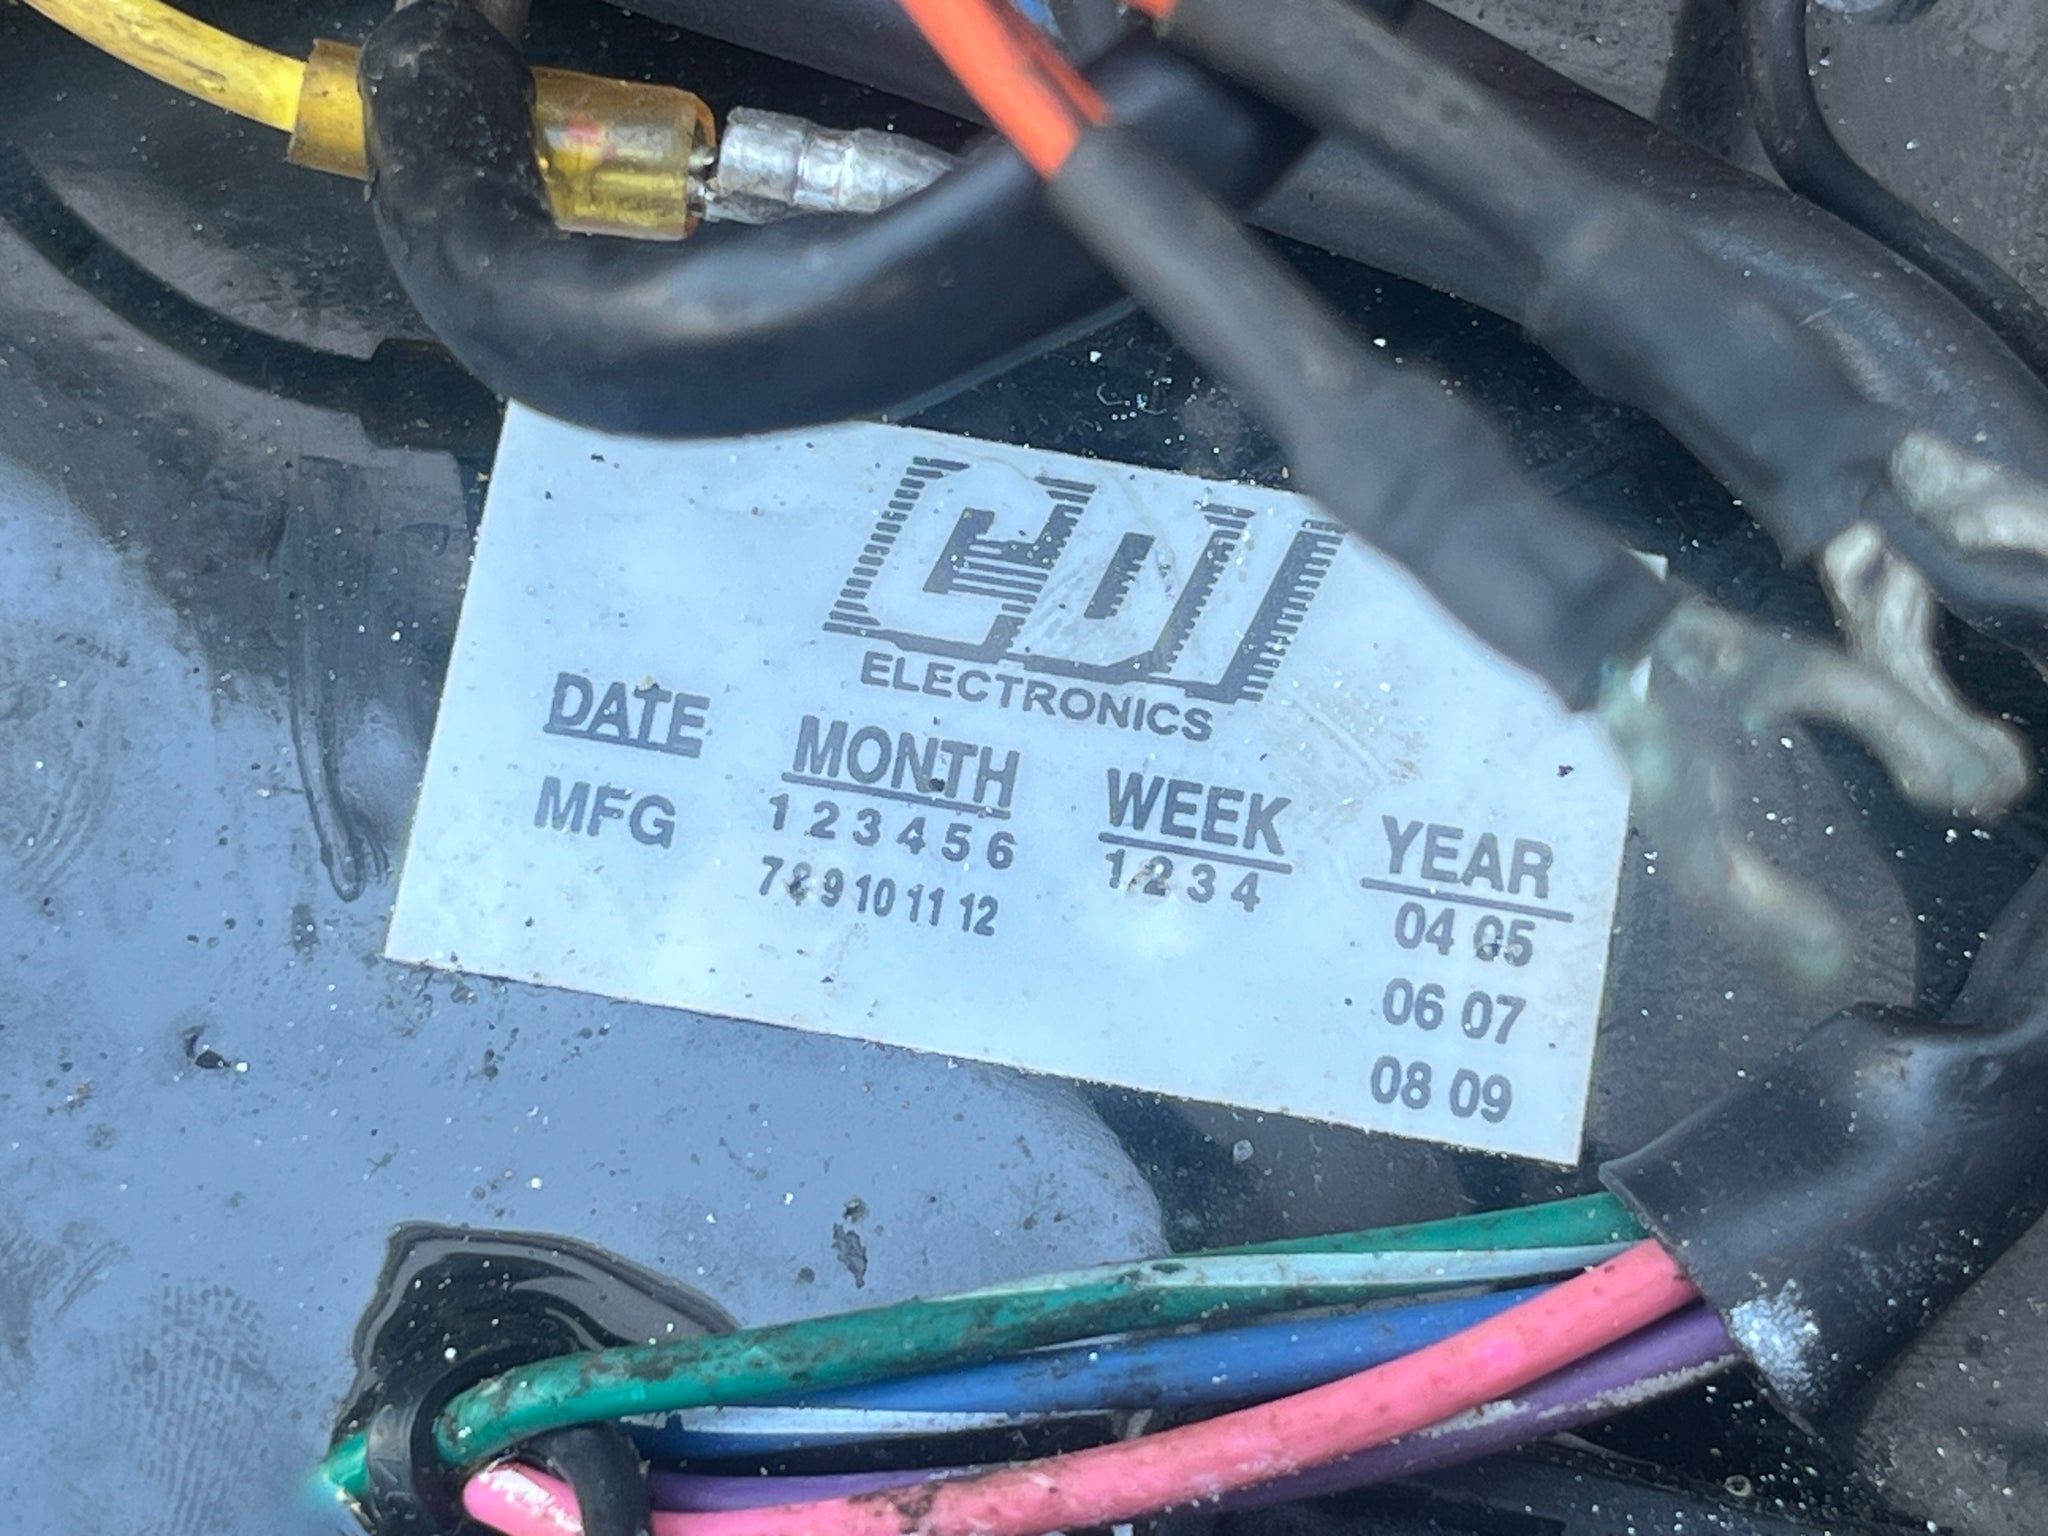 CDI
ELECTRONICS
DATE MONTH WEEK YEAR
MFG 1 2 3 4 5 6 1 2 3 4 04 05
7 8 9 10 11 12 06 07
08 09